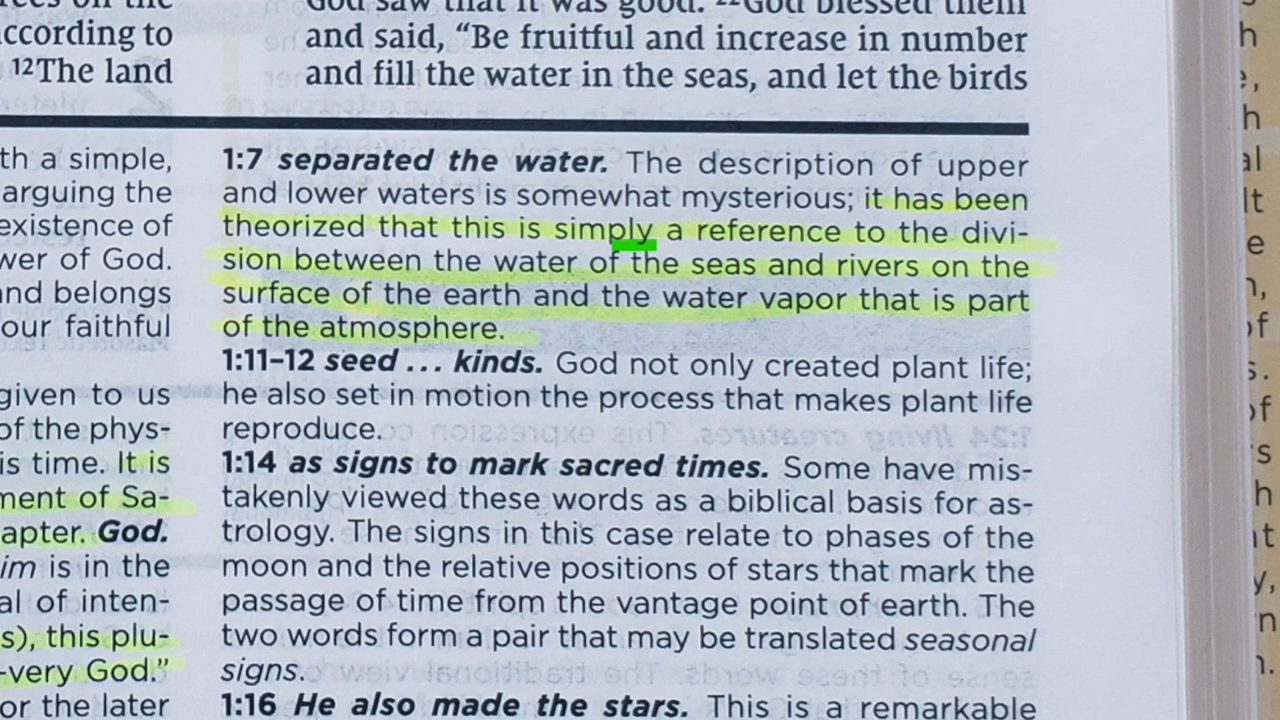 according to
12The land
God saw that it was good. 22God blessed them
and said, “Be fruitful and increase in number
and fill the water in the seas, and let the birds
th a simple,
arguing the
existence of
wer of God.
nd belongs
our faithful
given to us
of the phys-
is time. It is
ment of Sa-
apter. God.
im is in the
al of inten-
s), this plu-
-very God.”
or the later
1:7 separated the water. The description of upper
and lower waters is somewhat mysterious; it has been
theorized that this is simply a reference to the divi-
sion between the water of the seas and rivers on the
surface of the earth and the water vapor that is part
of the atmosphere.
1:11–12 seed ... kinds. God not only created plant life;
he also set in motion the process that makes plant life
reproduce.
1:14 as signs to mark sacred times. Some have mis-
takenly viewed these words as a biblical basis for as-
trology. The signs in this case relate to phases of the
moon and the relative positions of stars that mark the
passage of time from the vantage point of earth. The
two words form a pair that may be translated seasonal
signs.
1:16 He also made the stars. This is a remarkable